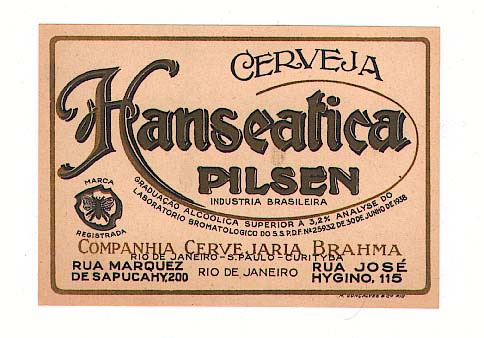 CERVEJA
Hanseatica
PILSEN
INDUSTRIA BRASILEIRA
MARCA
REGISTRADA
GRADUAÇÃO ALCOOLICA SUPERIOR A 3,2% ANALYSE DO
LABORATORIO BROMATOLOGICO DO S.S.P.D.F. Nº 25932 DE 30 DE JUNHO DE 1938
COMPANHIA CERVEJARIA BRAHMA
RIO DE JANEIRO-S.PAULO-CURITYBA
RUA MARQUEZ
DE SAPUCAHY, 200
RIO DE JANEIRO
RUA JOSÉ
HYGINO, 115